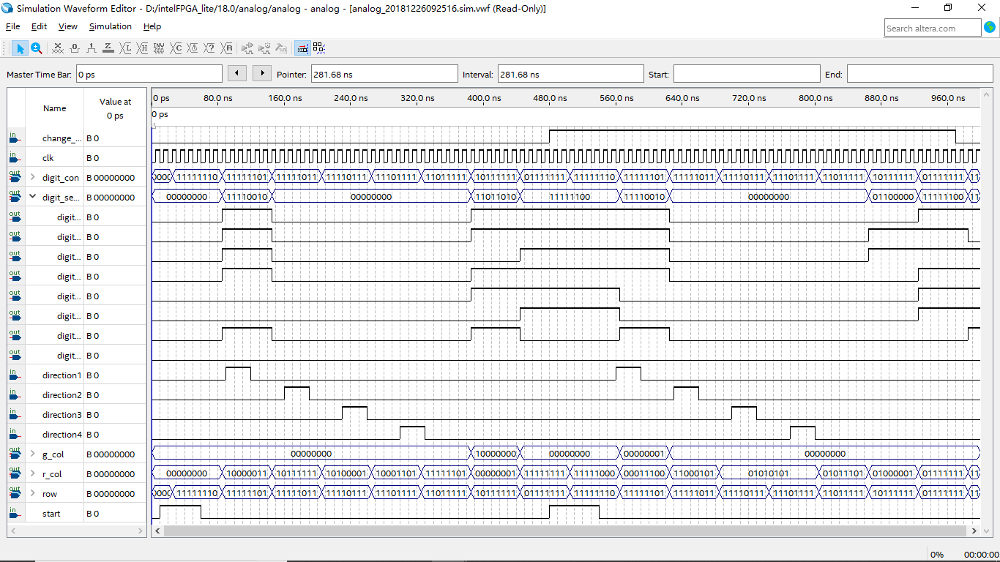 Simulation Waveform Editor - D:/intelFPGA_lite/18.0/analog/analog - analog - [analog_20181226092516.sim.vwf (Read-Only)]
File Edit View Simulation Help
Search altera.com
Master Time Bar: 0 ps Pointer: 281.68 ns Interval: 281.68 ns Start: End:
Name Value at 0 ps
0 ps 80.0 ns 160.0 ns 240.0 ns 320.0 ns 400.0 ns 480.0 ns 560.0 ns 640.0 ns 720.0 ns 800.0 ns 880.0 ns 960.0 ns
0 ps
in change_... B 0
in clk B 0
out digit_con B 00000000 000 11111110 11111101 11111011 11110111 11101111 11011111 10111111 01111111 11111110 11111101 11111011 11110111 11101111 11011111 10111111 01111111 11
out digit_se... B 00000000 00000000 11110010 00000000 11011010 11111100 11110010 00000000 01100000 11111100 11
out digit... B 0
out digit... B 0
out digit... B 0
out digit... B 0
out digit... B 0
out digit... B 0
out digit... B 0
out digit... B 0
in direction1 B 0
in direction2 B 0
in direction3 B 0
in direction4 B 0
out g_col B 00000000 00000000 10000000 00000000 00000001 00000000
out r_col B 00000000 00000000 10000011 10111111 10100001 10001101 11111101 00000001 11111111 11111000 00011100 11000101 01010101 01011101 01000001 01111111 11
out row B 00000000 000 11111110 11111101 11111011 11110111 11101111 11011111 10111111 01111111 11111110 11111101 11111011 11110111 11101111 11011111 10111111 01111111 11
in start B 0
0% 00:00:00